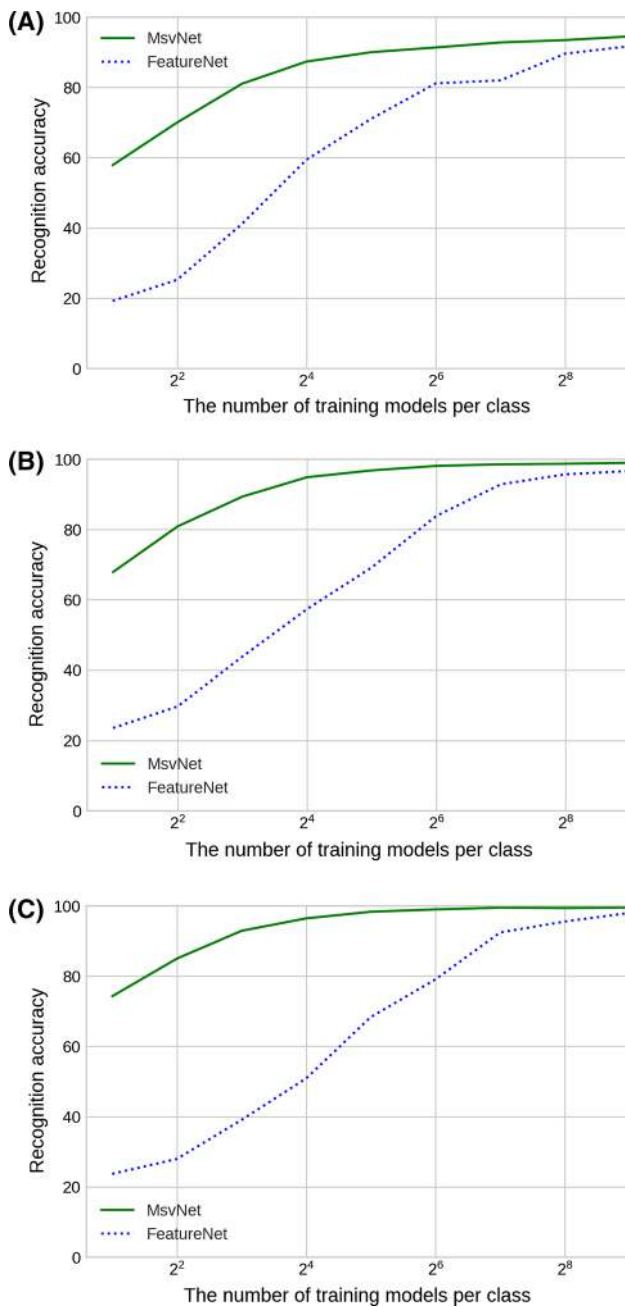 (A)
100
MsvNet
FeatureNet
80
60
40
20
0
Recognition accuracy
2² 2⁴ 2⁶ 2⁸
The number of training models per class
(B)
100
80
60
40
20
MsvNet
FeatureNet
0
Recognition accuracy
2² 2⁴ 2⁶ 2⁸
The number of training models per class
(C)
100
80
60
40
20
MsvNet
FeatureNet
0
Recognition accuracy
2² 2⁴ 2⁶ 2⁸
The number of training models per class